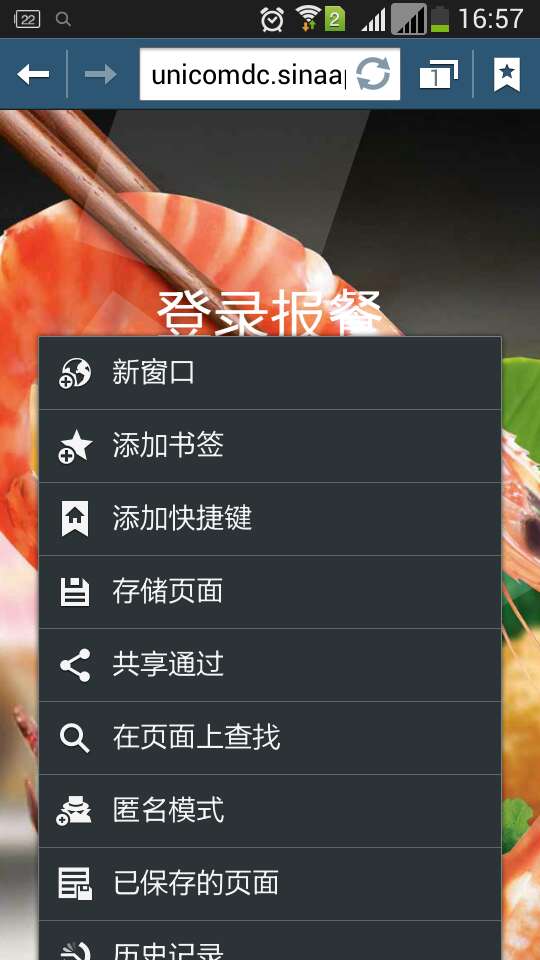 22
2
16:57
unicomdc.sinaa
1
登录报餐
新窗口
添加书签
添加快捷键
存储页面
共享通过
在页面上查找
匿名模式
已保存的页面
历史记录